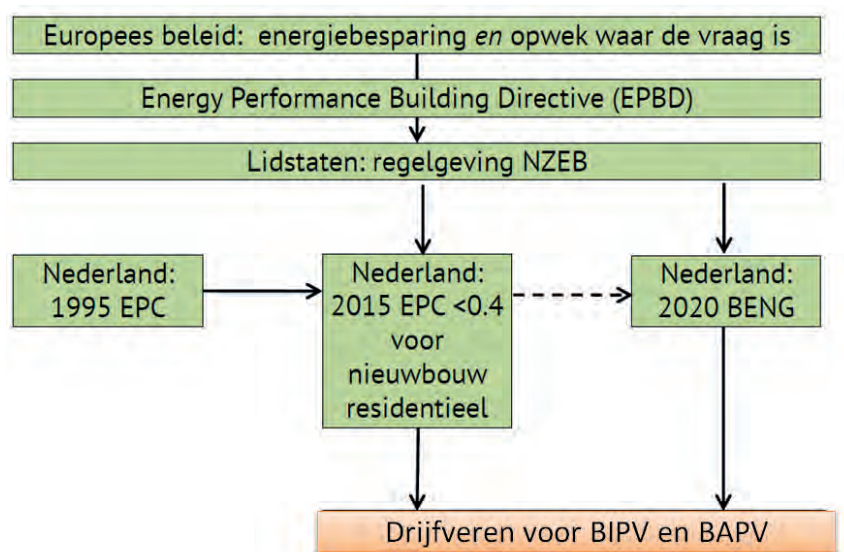 Europees beleid: energiebesparing en opwek waar de vraag is
Energy Performance Building Directive (EPBD)
Lidstaten: regelgeving NZEB
Nederland:
1995 EPC
Nederland:
2015 EPC <0.4
voor
nieuwbouw
residentieel
Nederland:
2020 BENG
Drijfveren voor BIPV en BAPV